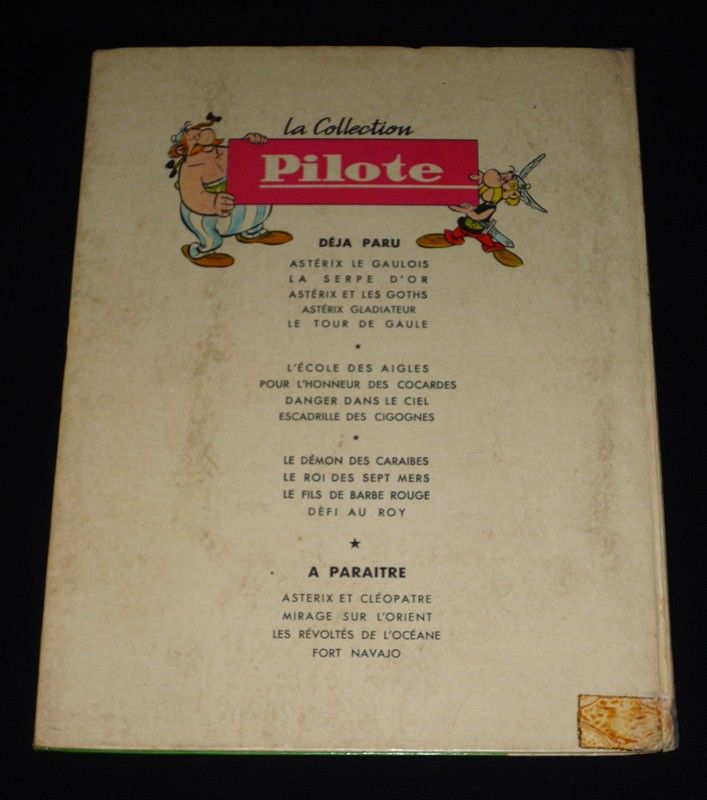 La Collection
Pilote
DÉJA PARU
ASTÉRIX LE GAULOIS
LA SERPE D'OR
ASTÉRIX ET LES GOTHS
ASTÉRIX GLADIATEUR
LE TOUR DE GAULE
L'ÉCOLE DES AIGLES
POUR L'HONNEUR DES COCARDES
DANGER DANS LE CIEL
ESCADRILLE DES CIGOGNES
LE DÉMON DES CARAIBES
LE ROI DES SEPT MERS
LE FILS DE BARBE ROUGE
DÉFI AU ROY
A PARAITRE
ASTERIX ET CLÉOPATRE
MIRAGE SUR L'ORIENT
LES RÉVOLTÉS DE L'OCÉANE
FORT NAVAJO